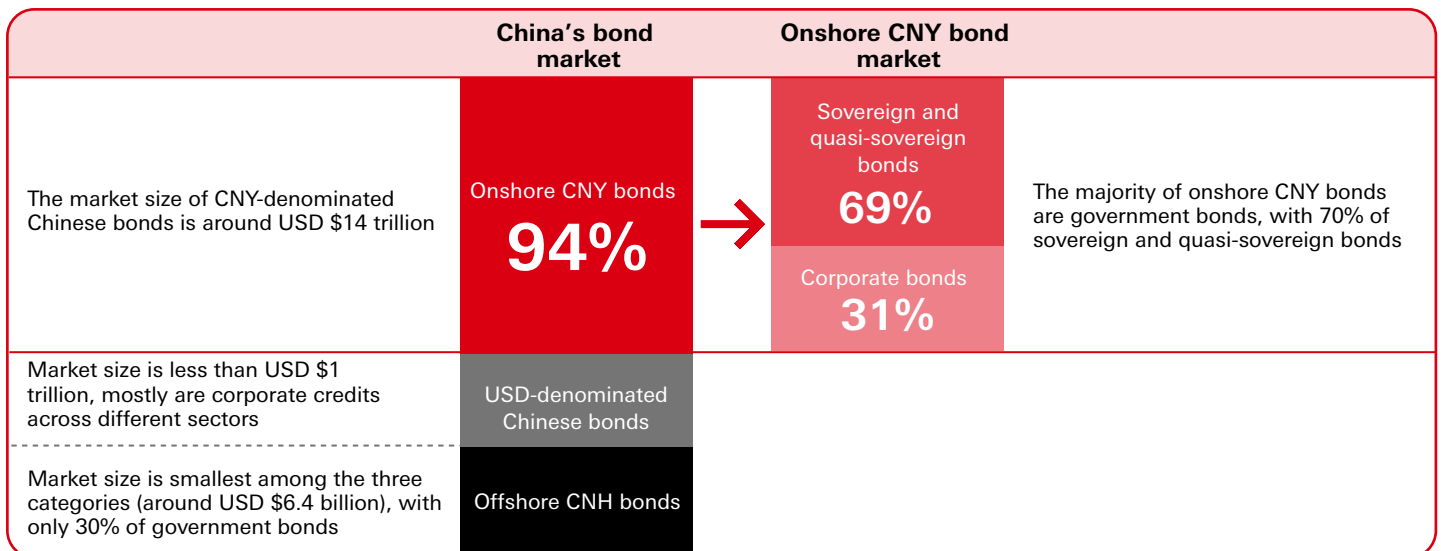 China's bond
market
Onshore CNY bond
market
The market size of CNY-denominated
Chinese bonds is around USD $14 trillion
Onshore CNY bonds
94%
Sovereign and
quasi-sovereign
bonds
69%
Corporate bonds
31%
The majority of onshore CNY bonds
are government bonds, with 70% of
sovereign and quasi-sovereign bonds
Market size is less than USD $1
trillion, mostly are corporate credits
across different sectors
USD-denominated
Chinese bonds
Market size is smallest among the three
categories (around USD $6.4 billion), with
only 30% of government bonds
Offshore CNH bonds